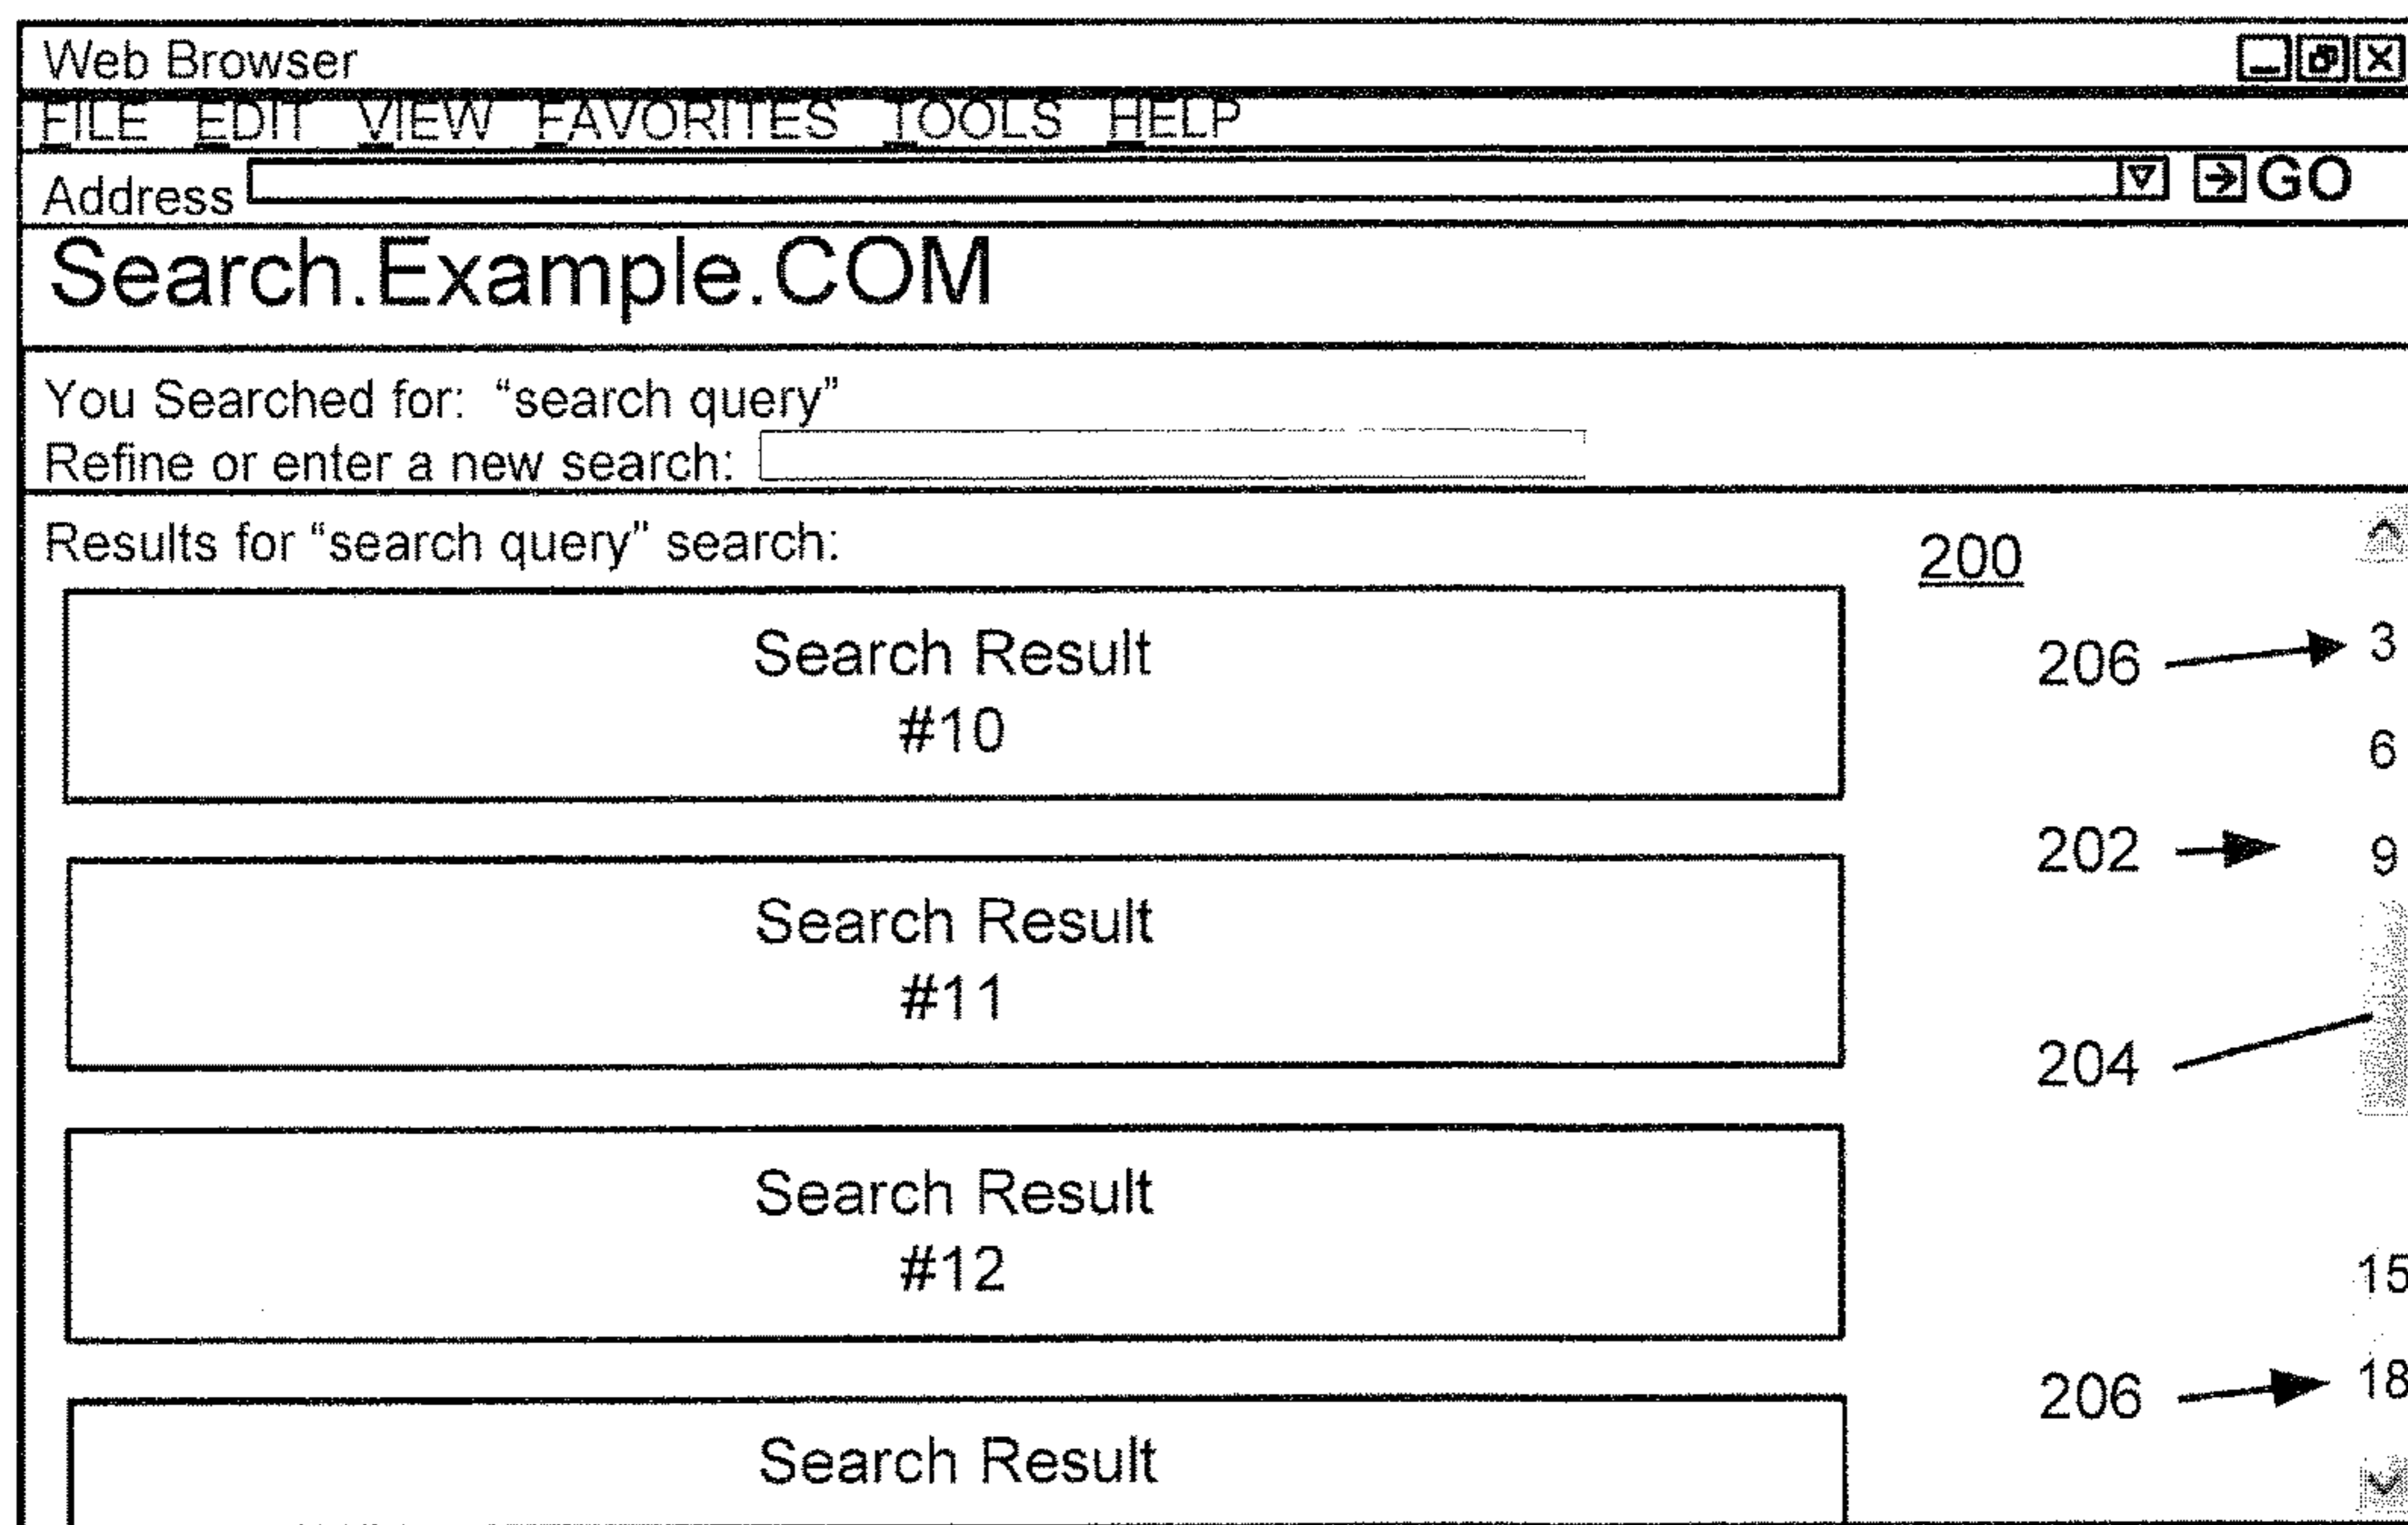 Web Browser
FILE EDIT VIEW FAVORITES TOOLS HELP
Address GO
Search.Example.COM
You Searched for: “search query”
Refine or enter a new search:
Results for “search query” search:
200
Search Result
#10
206
3
6
202
9
Search Result
#11
204
Search Result
#12
15
206
18
Search Result